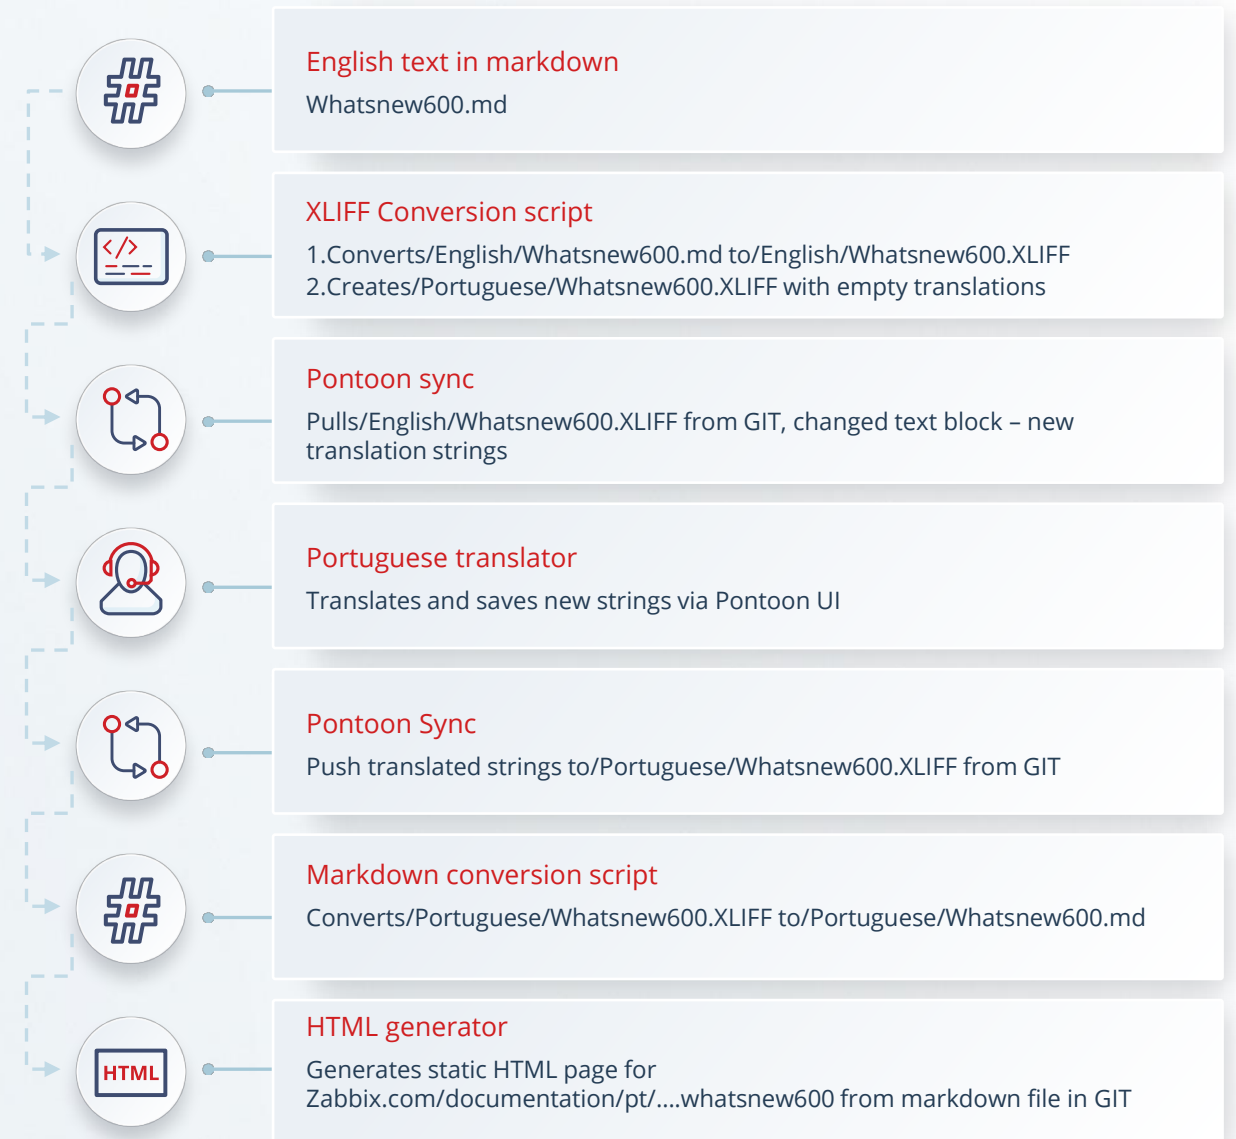 English text in markdown
Whatsnew600.md
XLIFF Conversion script
1.Converts/English/Whatsnew600.md to/English/Whatsnew600.XLIFF
2.Creates/Portuguese/Whatsnew600.XLIFF with empty translations
Pontoon sync
Pulls/English/Whatsnew600.XLIFF from GIT, changed text block – new
translation strings
Portuguese translator
Translates and saves new strings via Pontoon UI
Pontoon Sync
Push translated strings to/Portuguese/Whatsnew600.XLIFF from GIT
Markdown conversion script
Converts/Portuguese/Whatsnew600.XLIFF to/Portuguese/Whatsnew600.md
HTML
HTML generator
Generates static HTML page for
Zabbix.com/documentation/pt/....whatsnew600 from markdown file in GIT